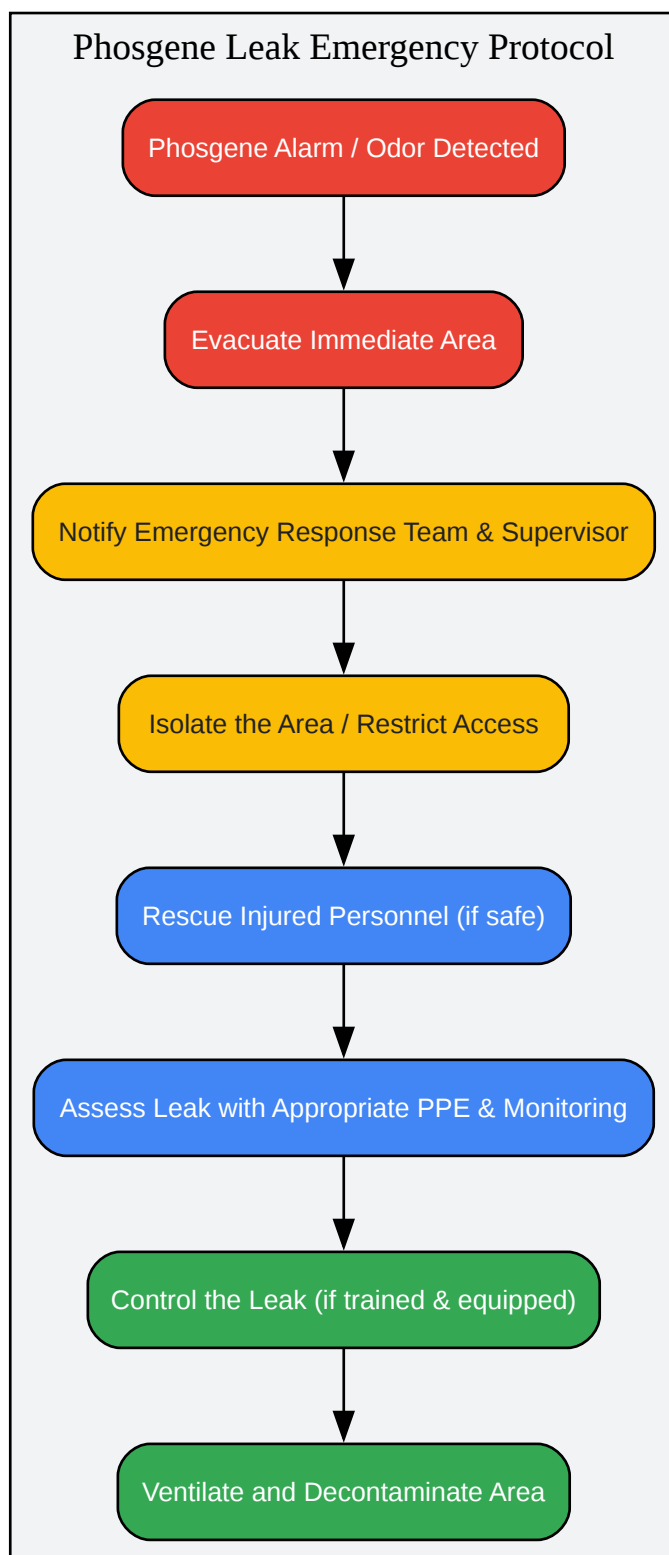 Phosgene Leak Emergency Protocol
Phosgene Alarm / Odor Detected
Evacuate Immediate Area
Notify Emergency Response Team & Supervisor
Isolate the Area / Restrict Access
Rescue Injured Personnel (if safe)
Assess Leak with Appropriate PPE & Monitoring
Control the Leak (if trained & equipped)
Ventilate and Decontaminate Area